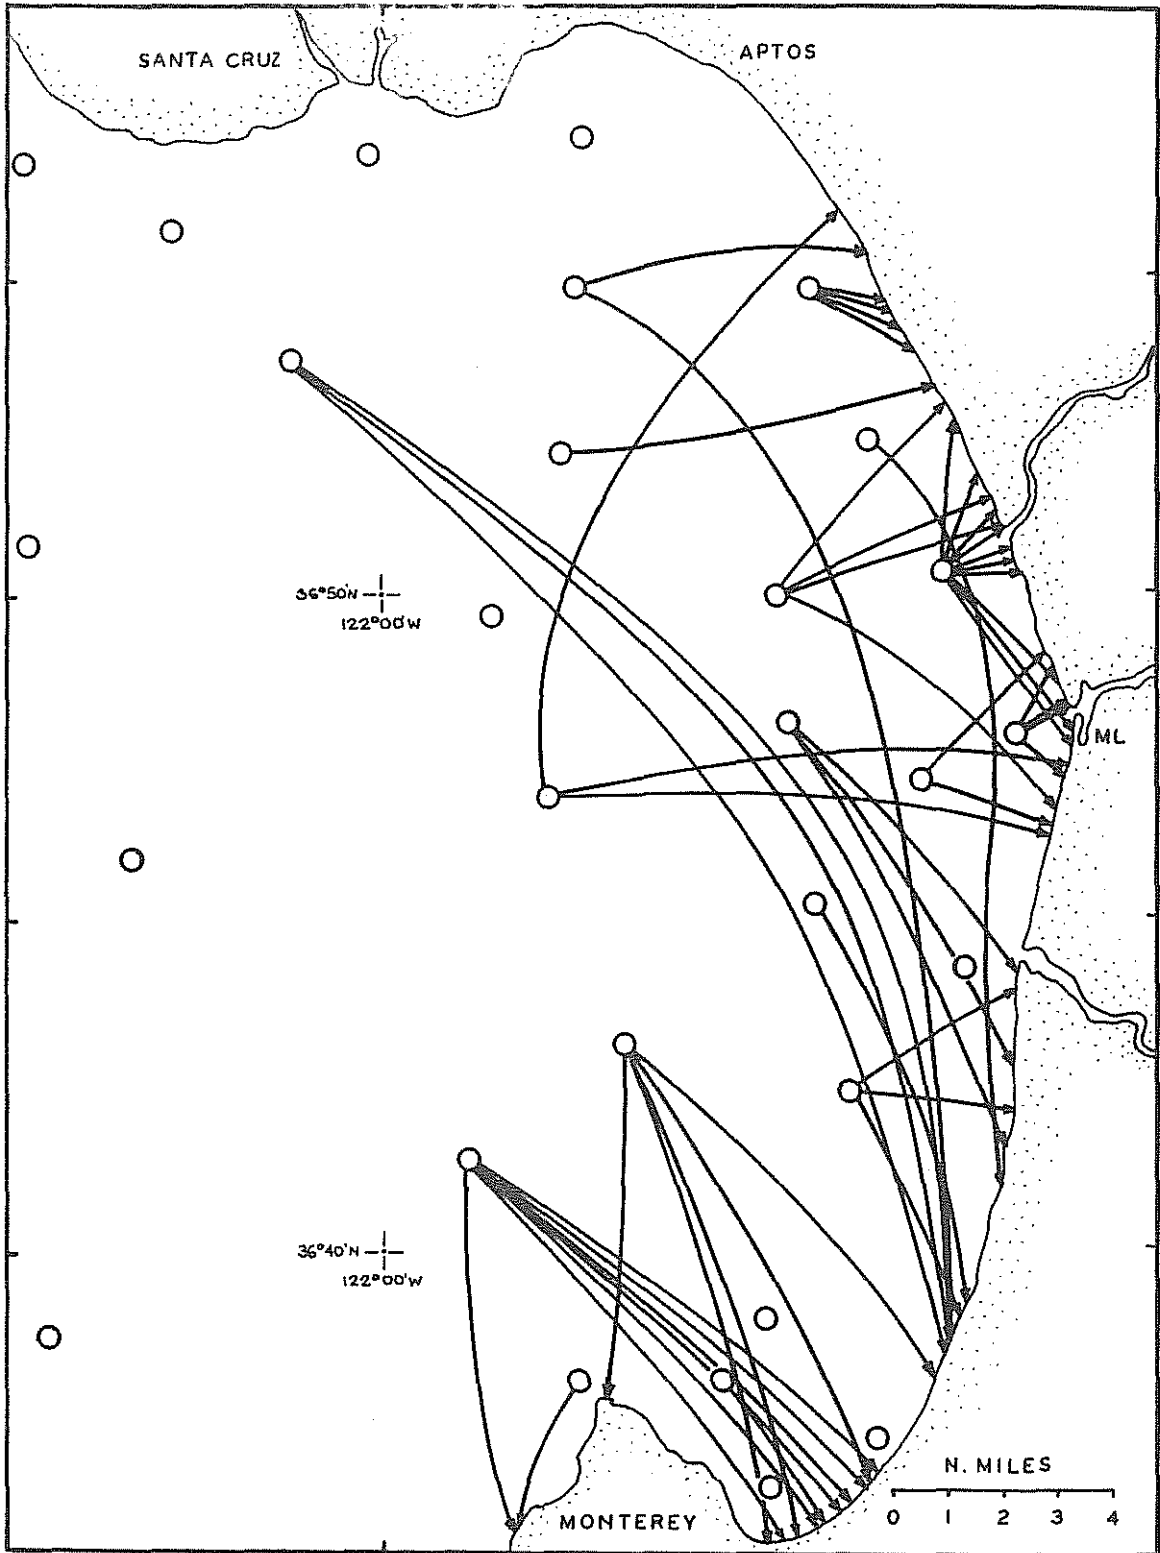 SANTA CRUZ
APTOS
36°50'N
122°00'W
ML
36°40'N
122°00'W
N. MILES
MONTEREY
0 1 2 3 4